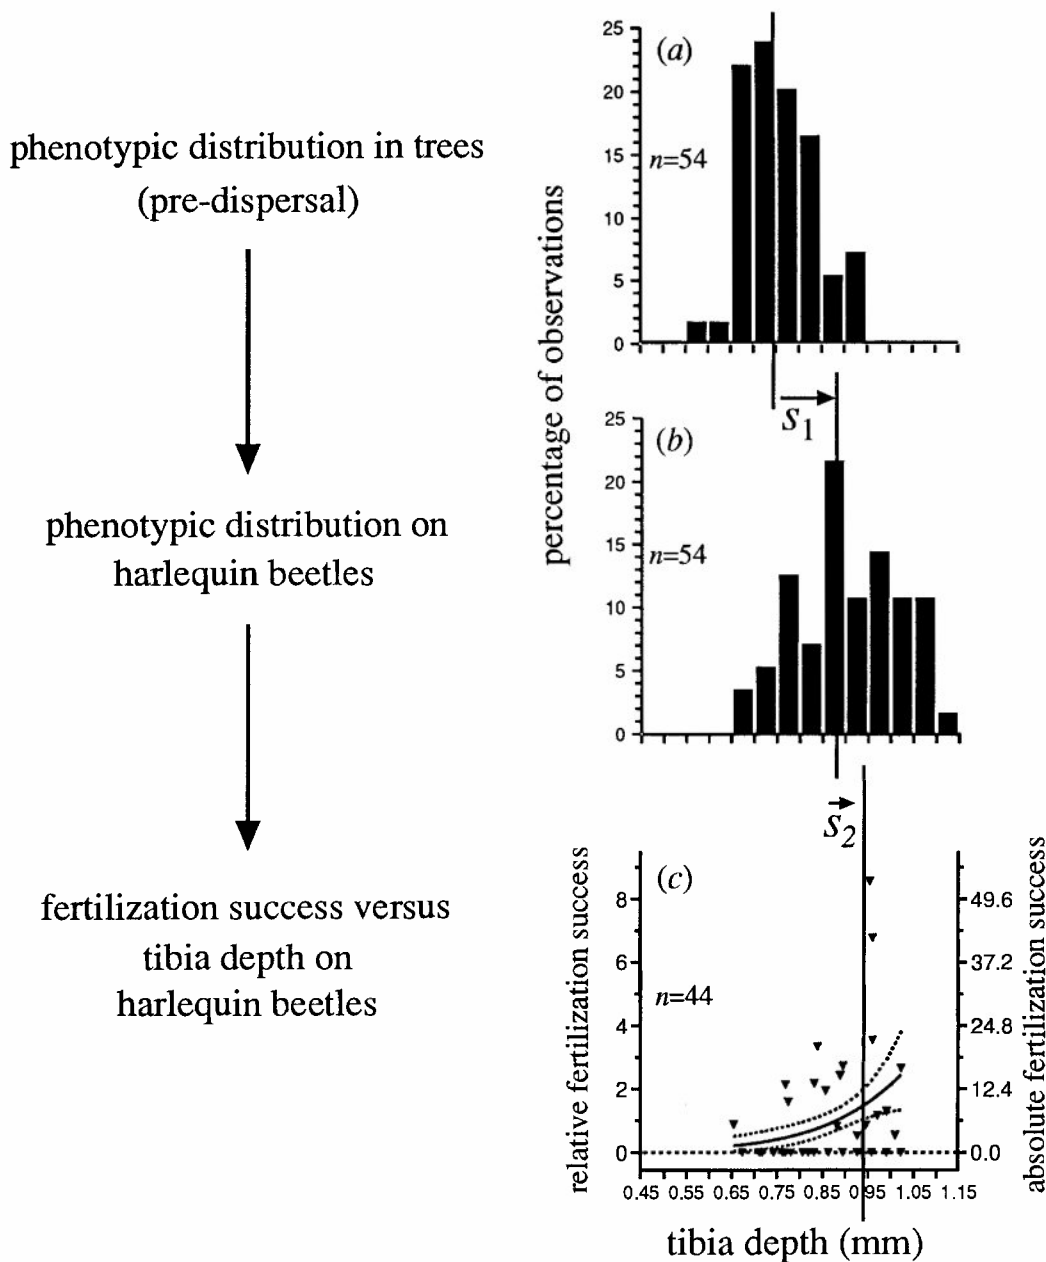 phenotypic distribution in trees
(pre-dispersal)
phenotypic distribution on
harlequin beetles
fertilization success versus
tibia depth on
harlequin beetles
percentage of observations
25
20
15
10
5
0
(a)
n=54
s1
25
20
15
10
5
0
(b)
n=54
s2
relative fertilization success
8
6
4
2
0
(c)
n=44
49.6
37.2
24.8
12.4
0.0
absolute fertilization success
0.45 0.55 0.65 0.75 0.85 0.95 1.05 1.15
tibia depth (mm)